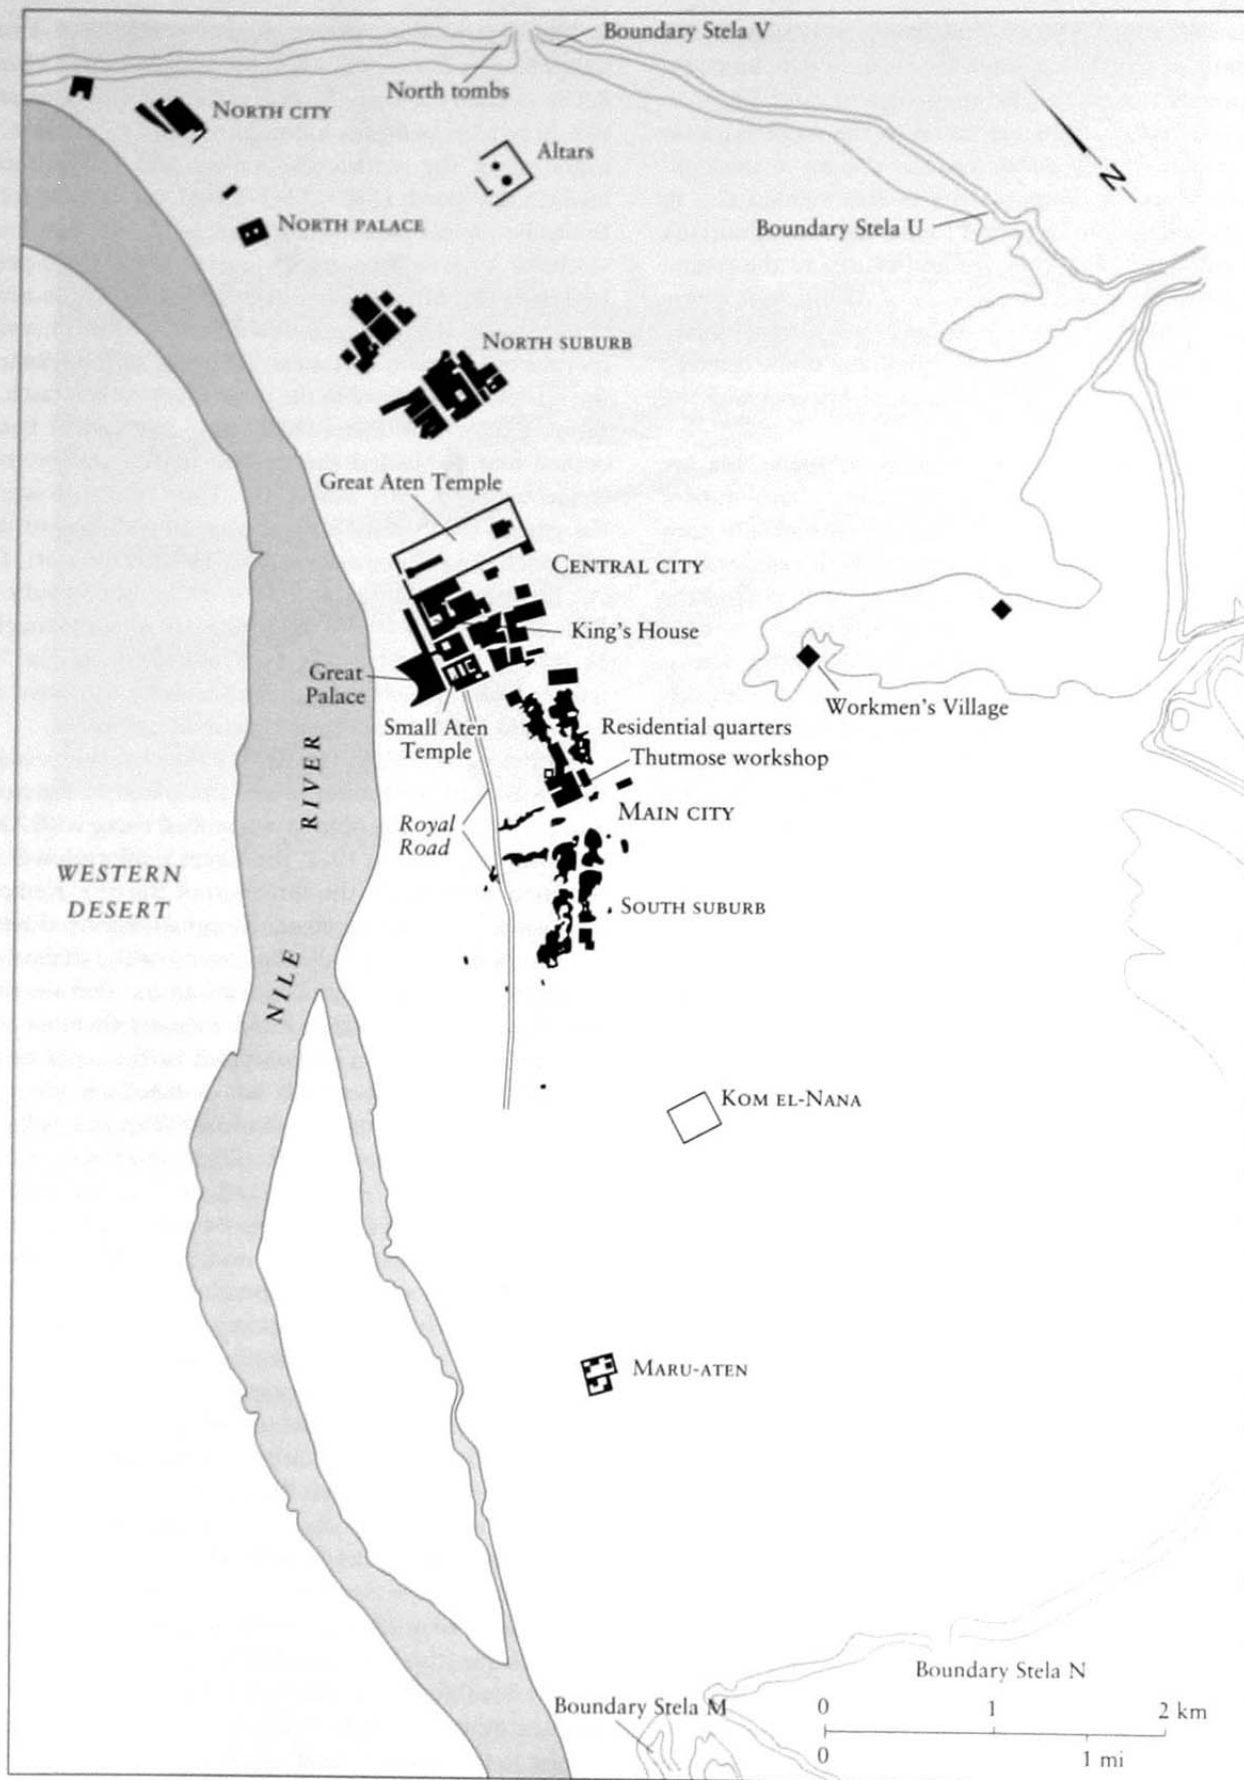 Boundary Stela V
North tombs
NORTH CITY
Altars
N
NORTH PALACE
Boundary Stela U
NORTH SUBURB
Great Aten Temple
CENTRAL CITY
King's House
Great
Palace
Small Aten
Temple
Workmen's Village
Residential quarters
Thutmose workshop
MAIN CITY
Royal
Road
NILE RIVER
WESTERN
DESERT
SOUTH SUBURB
KOM EL-NANA
MARU-ATEN
Boundary Stela N
Boundary Stela M
0 1 2 km
0 1 mi